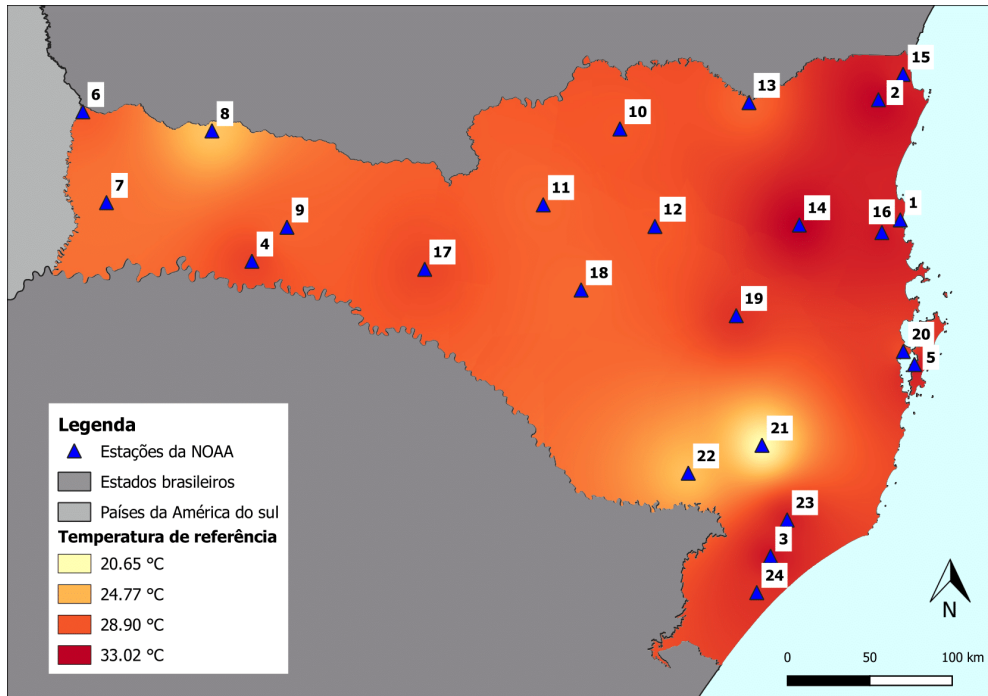 15
6
13
2
8
10
7
11
1
14
16
12
9
4
17
18
19
20
5
21
22
23
3
24
Legenda
Estações da NOAA
Estados brasileiros
Países da América do sul
Temperatura de referência
20.65 °C
24.77 °C
28.90 °C
33.02 °C
N
0 50 100 km